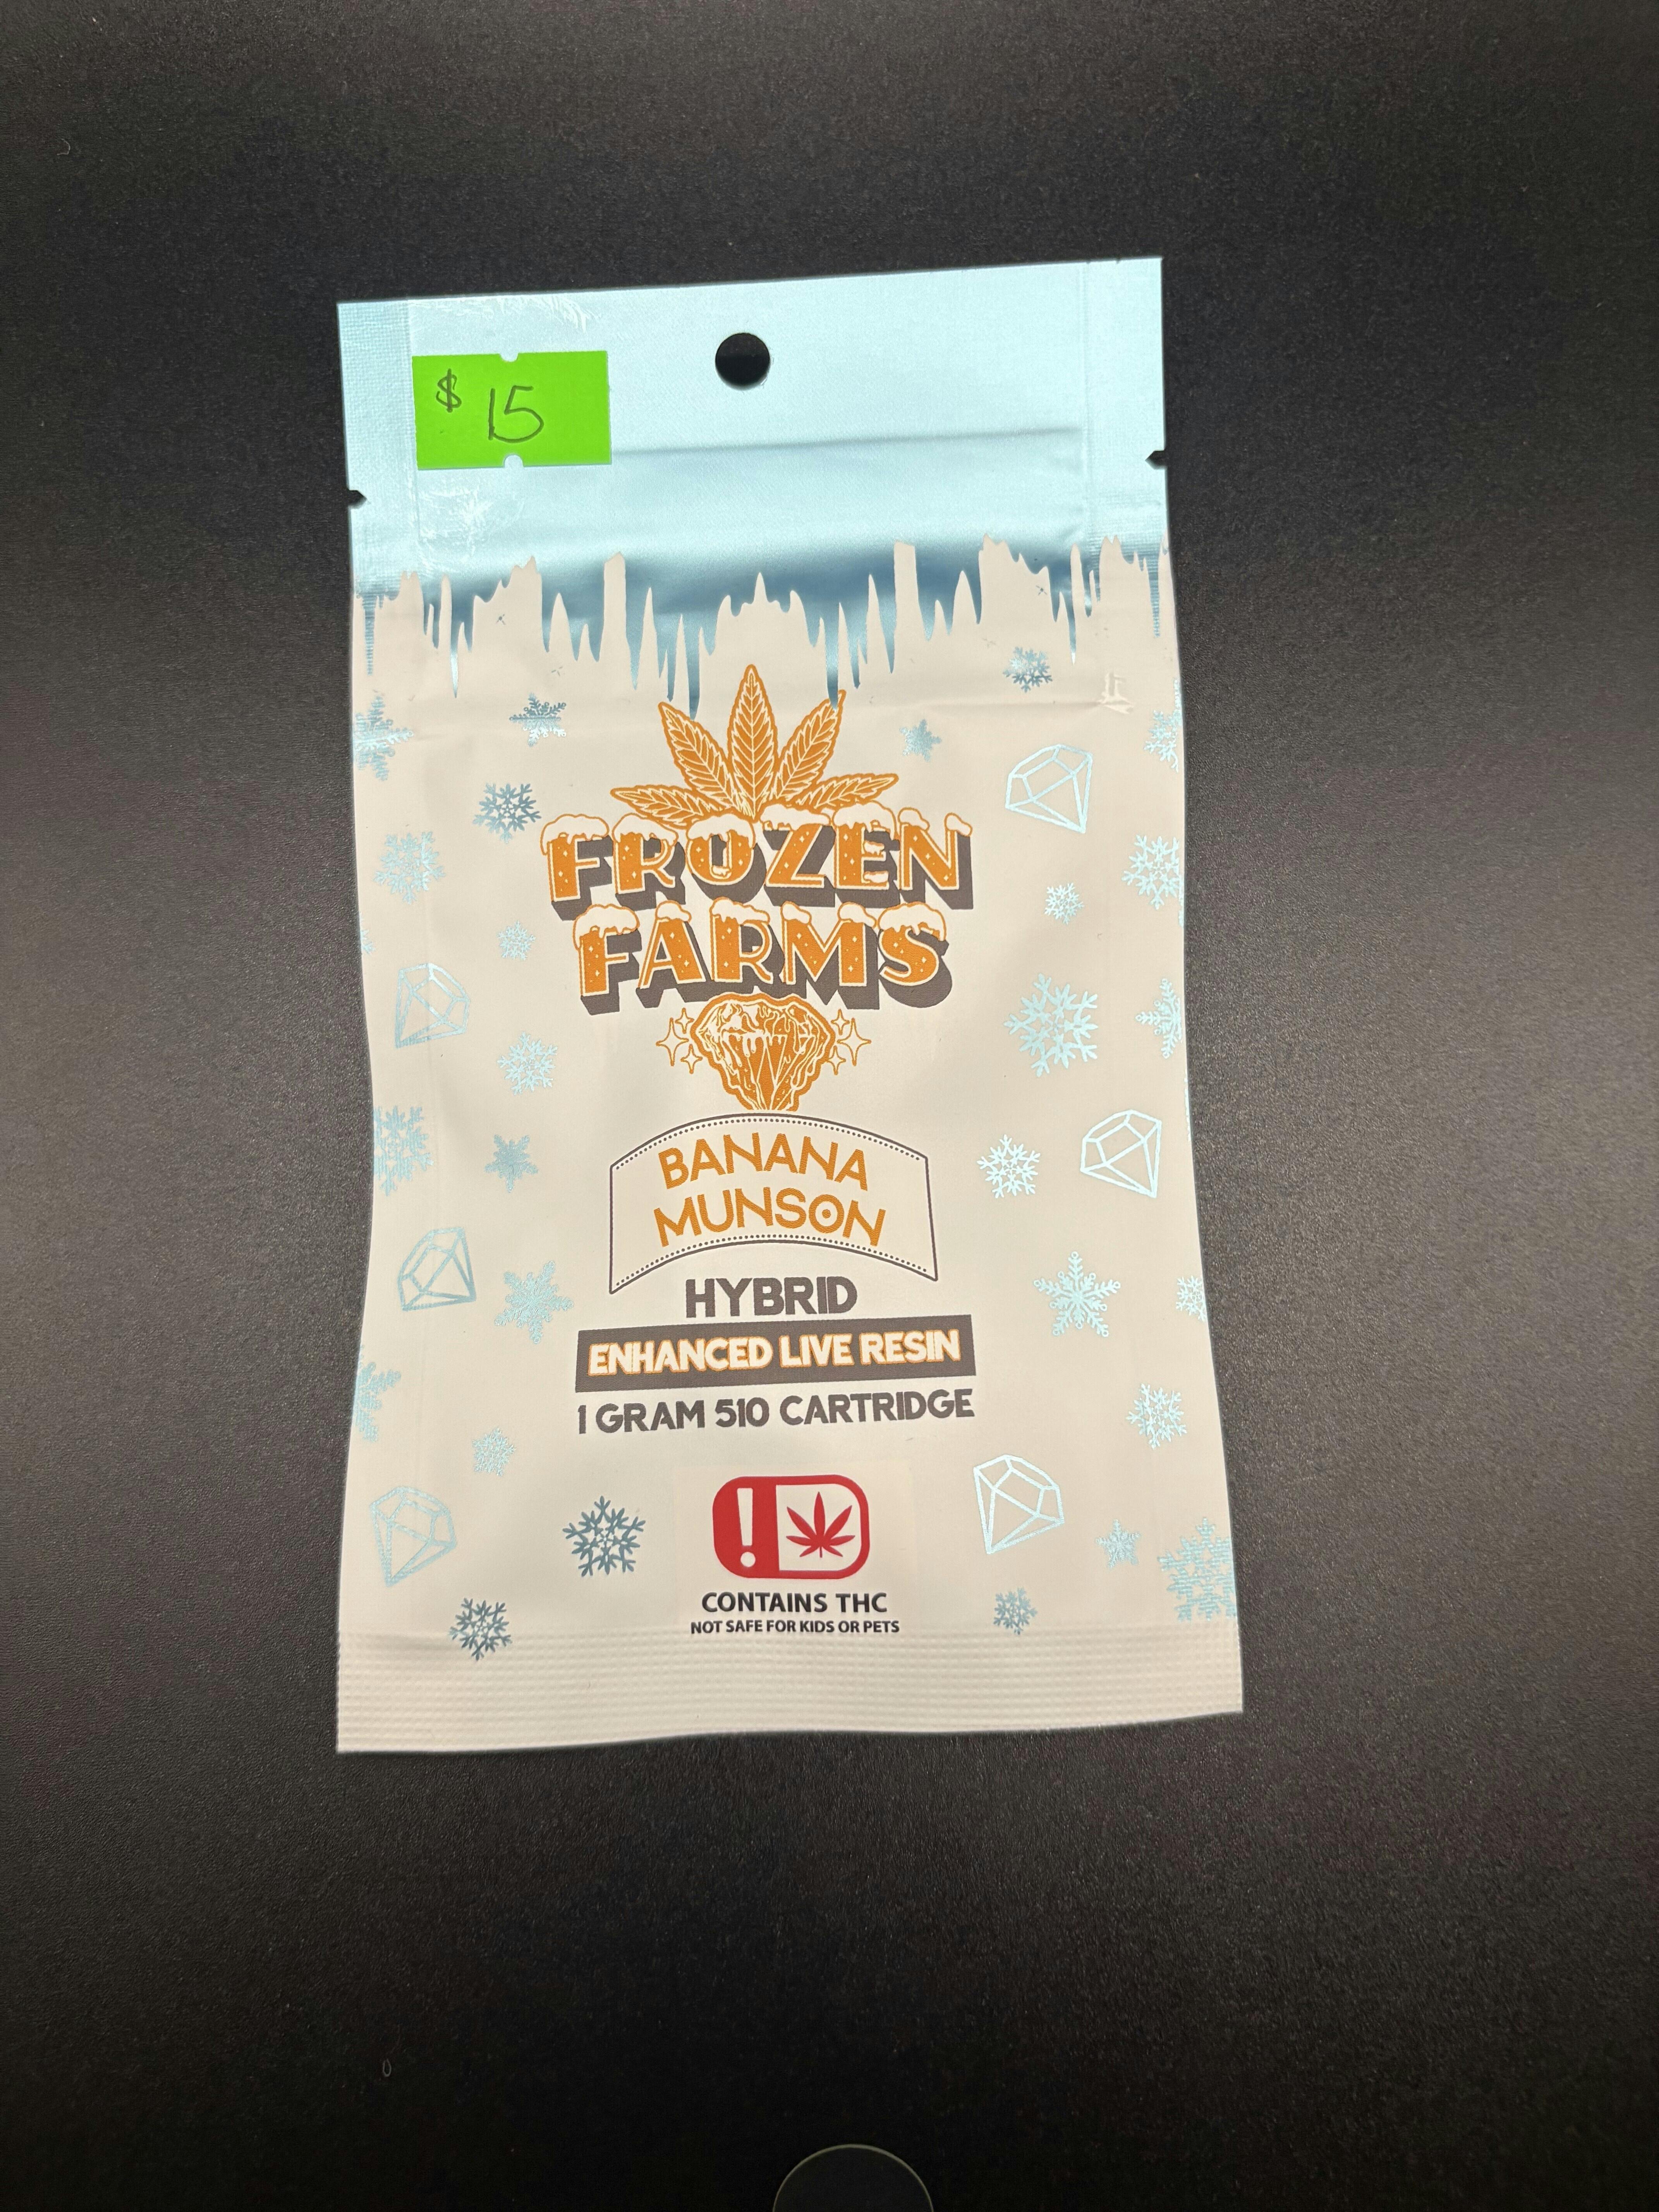 $ 15
FROZEN
FARMS
BANANA
MUNSON
HYBRID
ENHANCED LIVE RESIN
1 GRAM 510 CARTRIDGE
!
CONTAINS THC
NOT SAFE FOR KIDS OR PETS